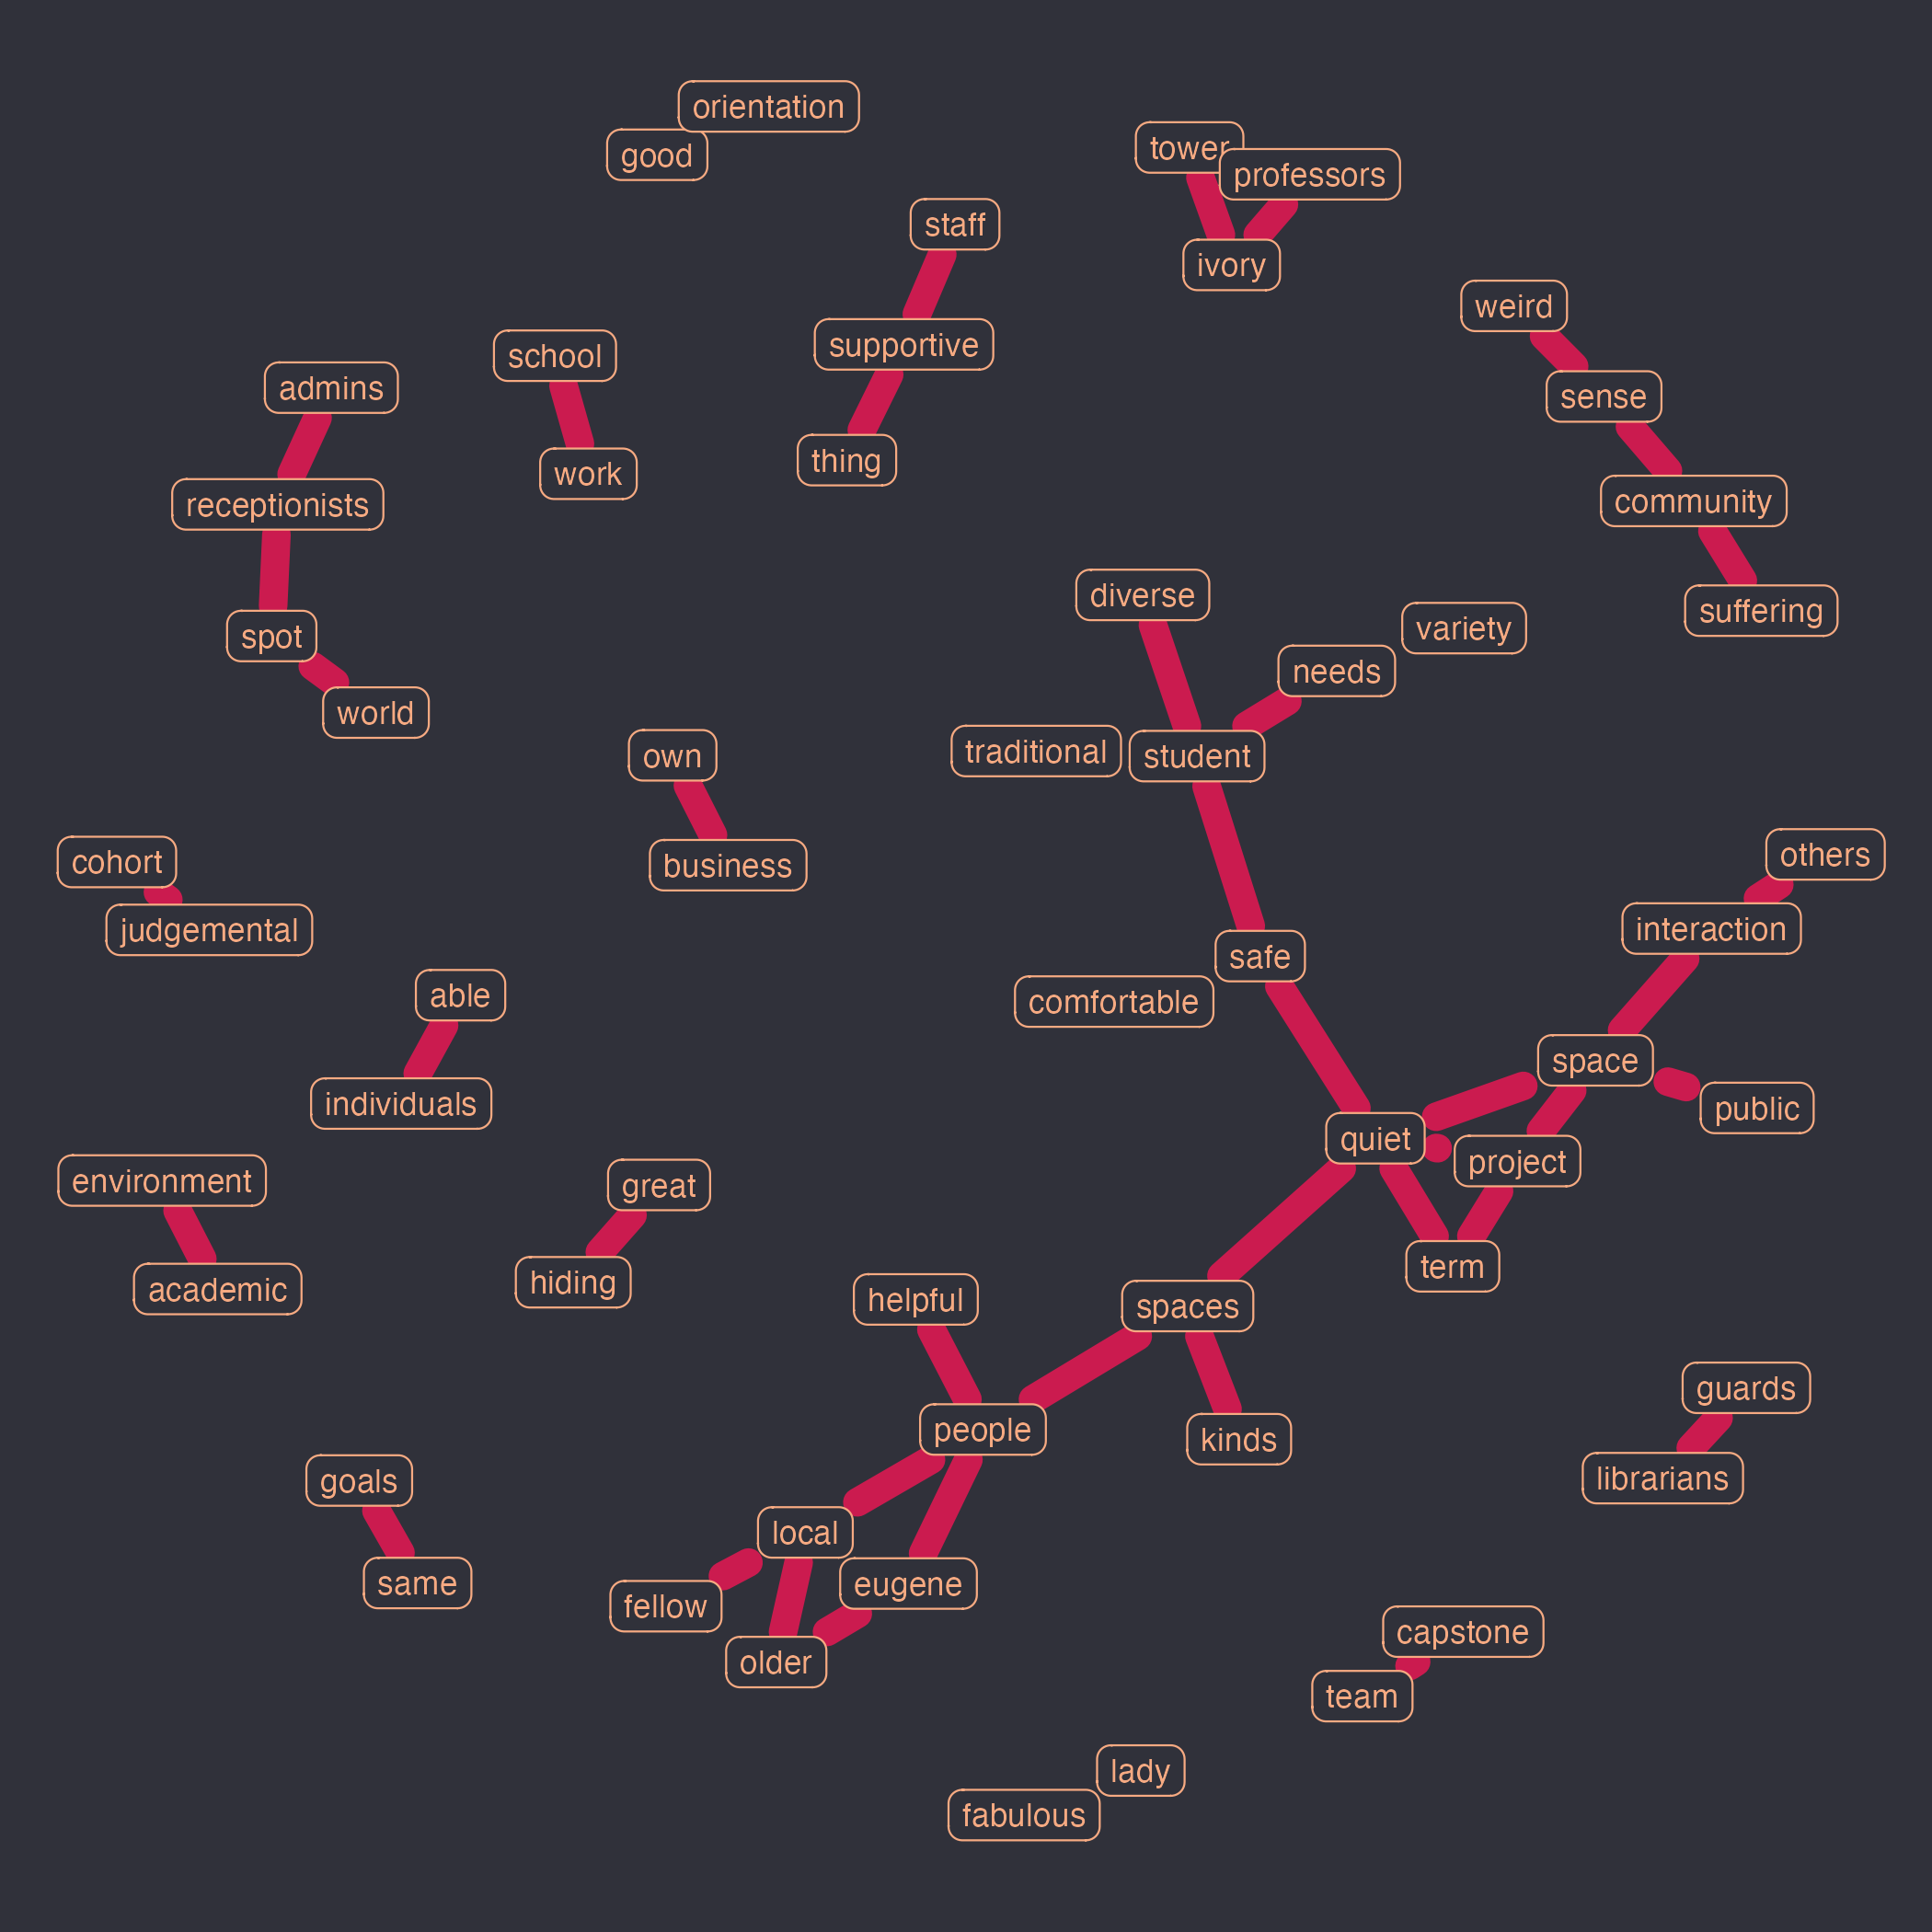 orientation
good
tower
professors
staff
ivory
weird
supportive
school
admins
sense
thing
work
receptionists
community
diverse
suffering
variety
spot
needs
world
traditional
student
own
business
others
cohort
judgemental
interaction
safe
able
comfortable
space
individuals
public
quiet
project
environment
great
term
academic
hiding
helpful
spaces
guards
people
kinds
librarians
goals
local
same
eugene
fellow
capstone
older
team
lady
fabulous